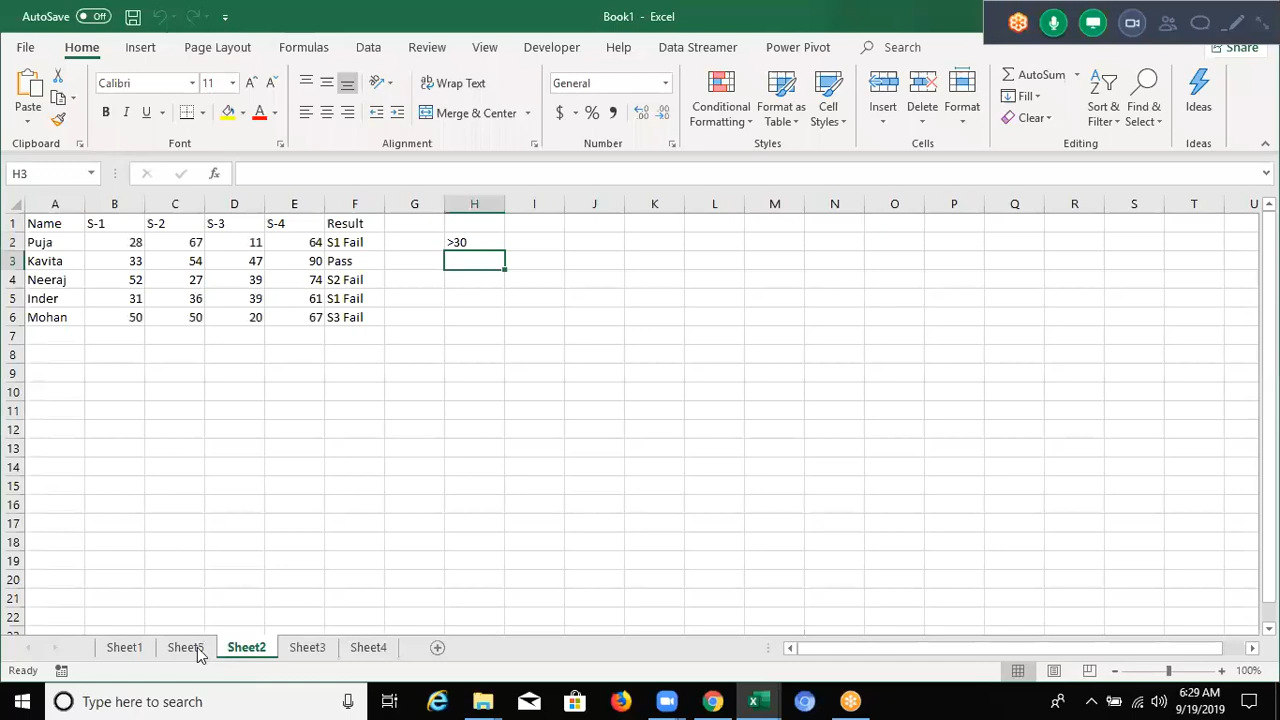 AutoSave Off Book1 - Excel
File Home Insert Page Layout Formulas Data Review View Developer Help Data Streamer Power Pivot Search Share
Paste Calibri 11 Wrap Text General Conditional Formatting Format as Table Cell Styles Insert Delete Format AutoSum Sort & Filter Find & Select Ideas
B I U Merge & Center $ % , Fill
Clear
Clipboard Font Alignment Number Styles Cells Editing Ideas
H3 fx
A B C D E F G H I J K L M N O P Q R S T U
1 Name S-1 S-2 S-3 S-4 Result
2 Puja 28 67 11 64 S1 Fail >30
3 Kavita 33 54 47 90 Pass
4 Neeraj 52 27 39 74 S2 Fail
5 Inder 31 36 39 61 S1 Fail
6 Mohan 50 50 20 67 S3 Fail
7
8
9
10
11
12
13
14
15
16
17
18
19
20
21
22
Sheet1 Sheet5 Sheet2 Sheet3 Sheet4
Ready 100%
Type here to search 6:29 AM
9/19/2019